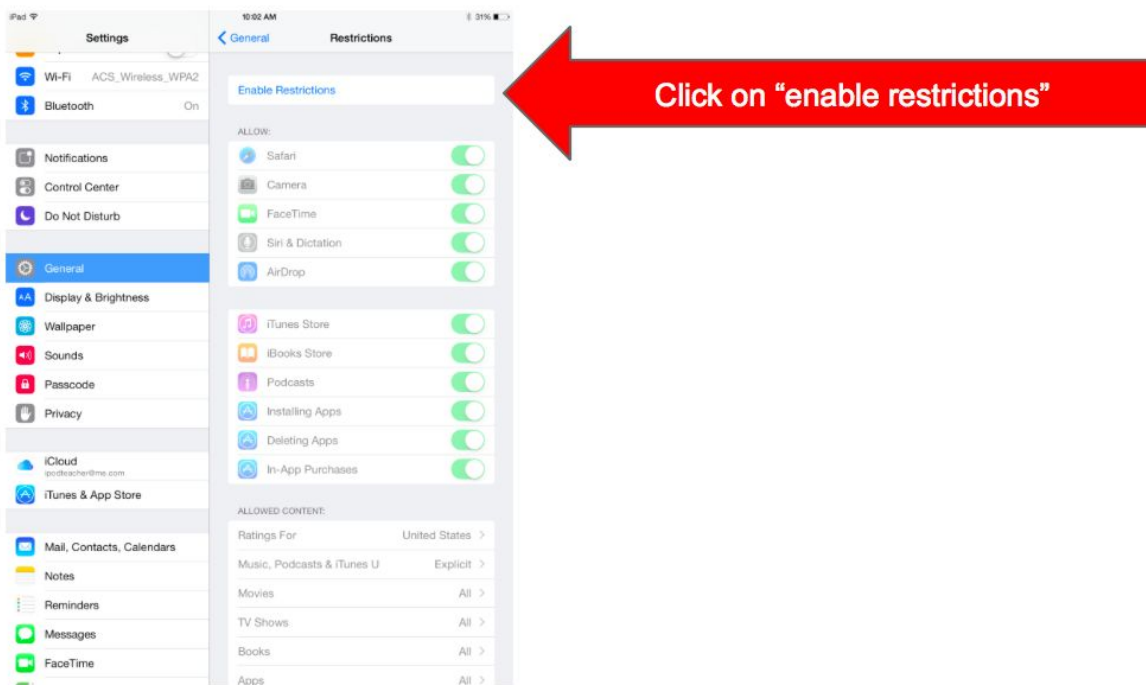 iPad 10:02 AM 31%
Settings
General Restrictions
Wi-Fi ACS_Wireless_WPA2
Bluetooth On
Notifications
Control Center
Do Not Disturb
General
Display & Brightness
Wallpaper
Sounds
Passcode
Privacy
iCloud
ipodteacher@me.com
iTunes & App Store
Mail, Contacts, Calendars
Notes
Reminders
Messages
FaceTime
Enable Restrictions
ALLOW:
Safari
Camera
FaceTime
Siri & Dictation
AirDrop
iTunes Store
iBooks Store
Podcasts
Installing Apps
Deleting Apps
In-App Purchases
ALLOWED CONTENT:
Ratings For United States
Music, Podcasts & iTunes U Explicit
Movies All
TV Shows All
Books All
Apps All
Click on “enable restrictions”